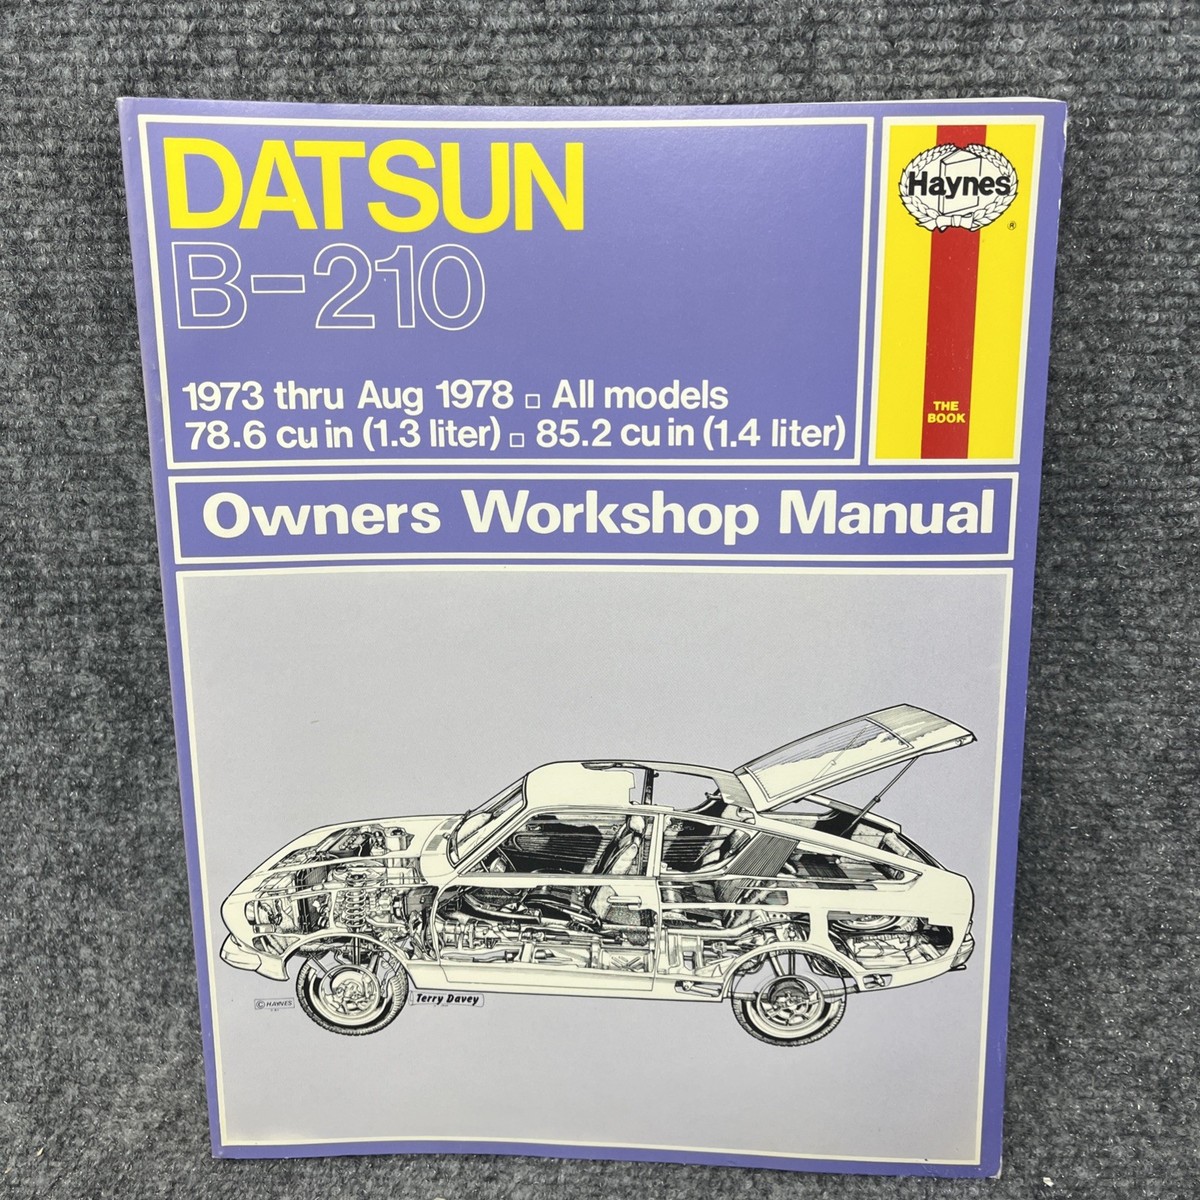 DATSUN
B-210
1973 thru Aug 1978 □ All models
78.6 cu in (1.3 liter) □ 85.2 cu in (1.4 liter)
Haynes
®
THE
BOOK
Owners Workshop Manual
© HAYNES
Terry Davey